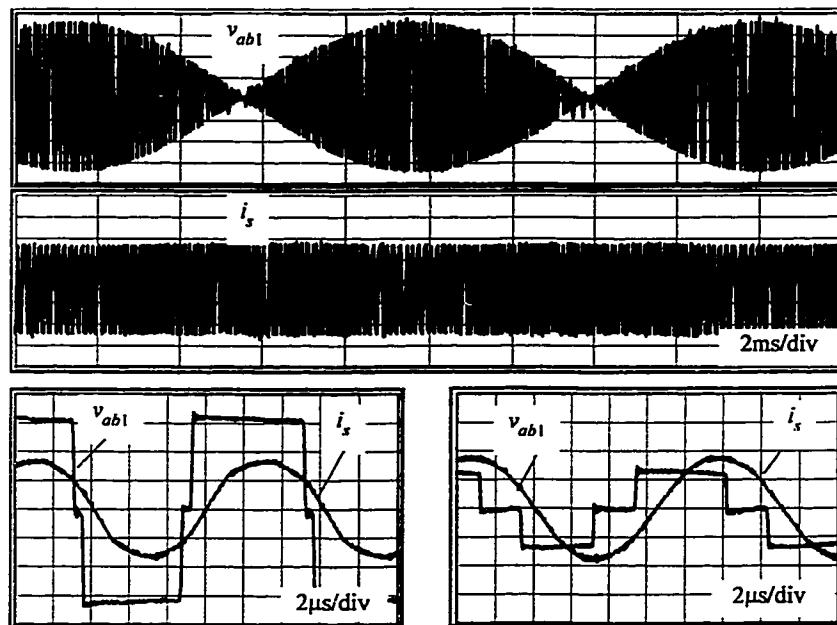 v_ab1
i_s
2ms/div
v_ab1 i_s
2μs/div
v_ab1 i_s
2μs/div